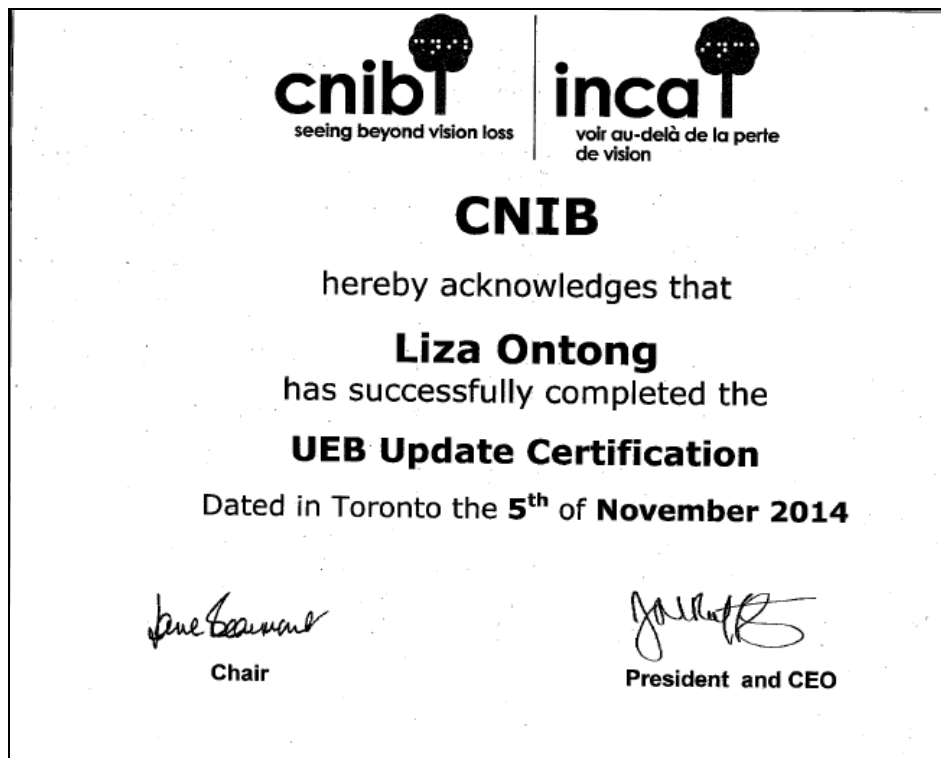 cnib
seeing beyond vision loss
inca
voir au-delà de la perte
de vision
CNIB
hereby acknowledges that
Liza Ontong
has successfully completed the
UEB Update Certification
Dated in Toronto the 5th of November 2014
Jane Beaumont
Chair
President and CEO